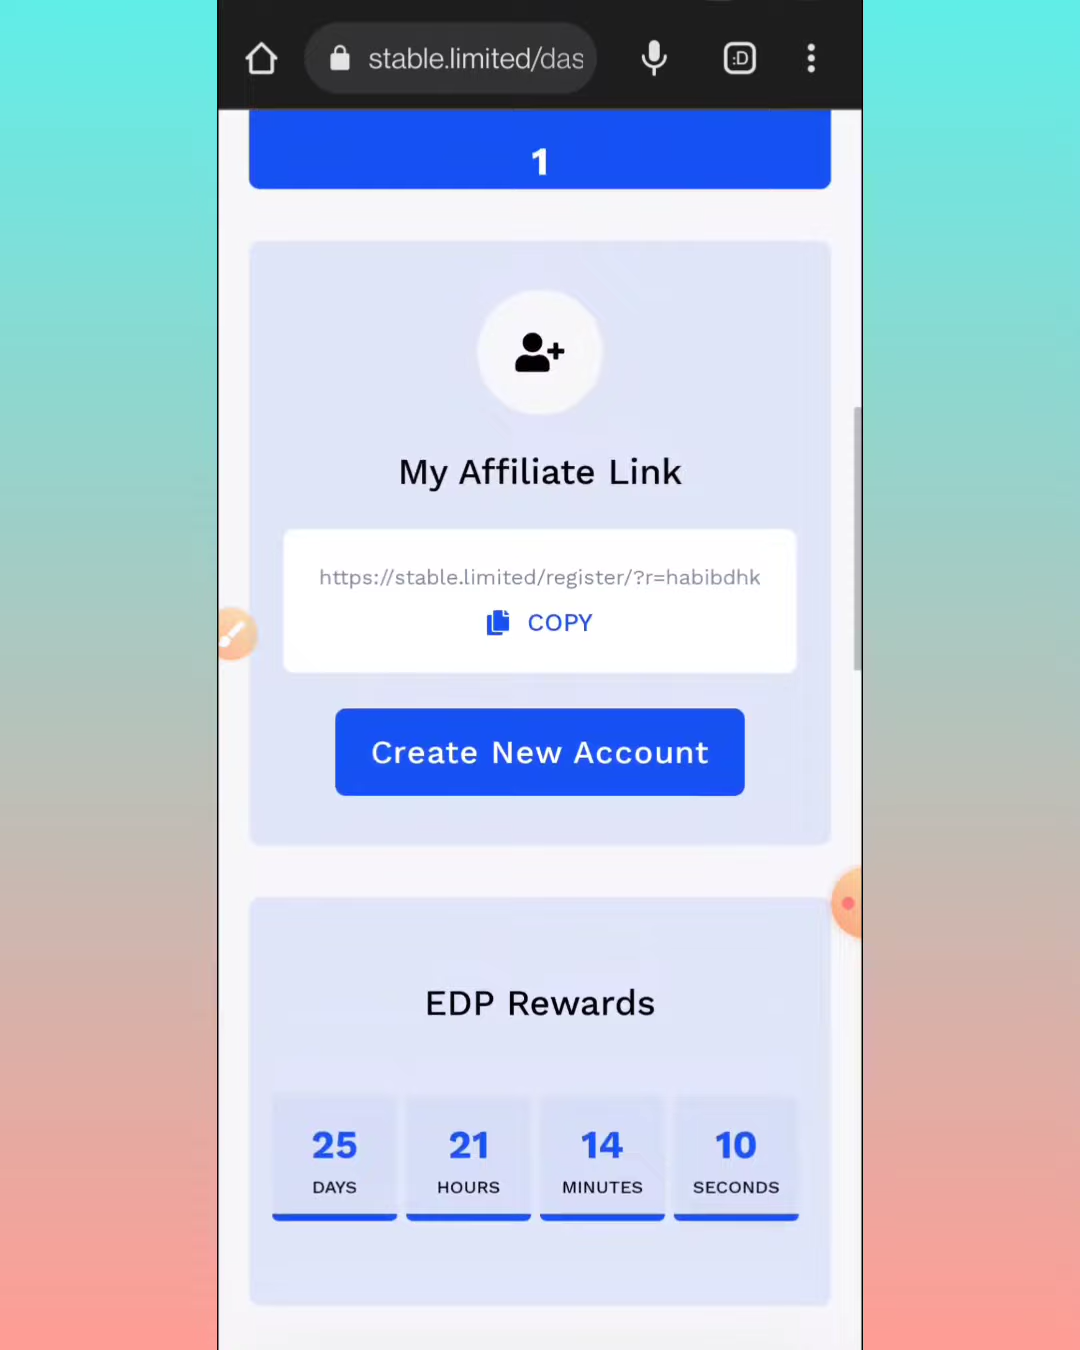 stable.limited/das
:D
1
My Affiliate Link
https://stable.limited/register/?r=habibdhk
COPY
Create New Account
EDP Rewards
25 21 14 10
DAYS HOURS MINUTES SECONDS